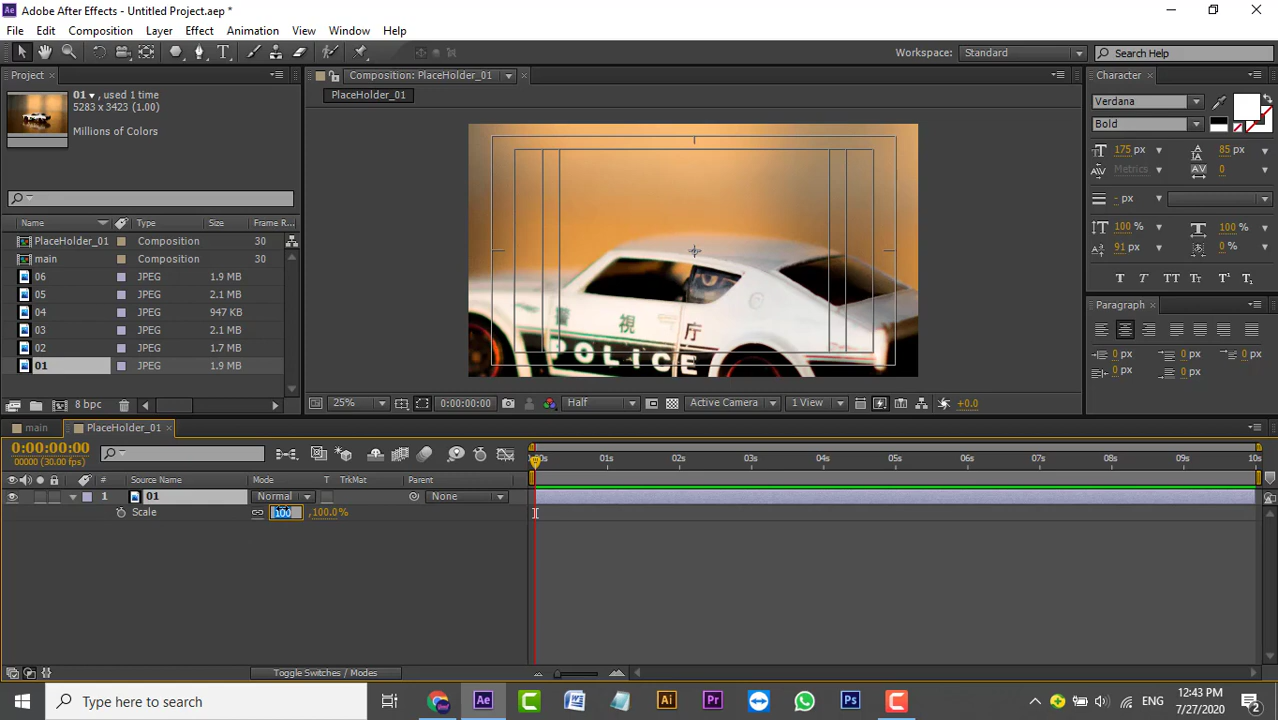 Adobe After Effects - Untitled Project.aep *
File Edit Composition Layer Effect Animation View Window Help
Workspace: Standard Search Help
Project
Composition: PlaceHolder_01
Character
01▼, used 1 time
5283 x 3423 (1.00)
Millions of Colors
PlaceHolder_01
Verdana
Bold
175 px 85 px
Metrics 0
- px
100 % 100 %
91 px 0 %
T T TT Tт T¹ T₁
Paragraph
0 px 0 px 0 px
0 px 0 px
Name Type Size Frame R...
PlaceHolder_01 Composition 30
main Composition 30
06 JPEG 1.9 MB
05 JPEG 2.1 MB
04 JPEG 947 KB
03 JPEG 2.1 MB
02 JPEG 1.7 MB
01 JPEG 1.9 MB
視 庁
POLICE
8 bpc
25% 0:00:00:00 Half Active Camera 1 View +0.0
main PlaceHolder_01
0:00:00:00
00000 (30.00 fps)
01s 02s 03s 04s 05s 06s 07s 08s 09s 10s
# Source Name Mode T TrkMat Parent
1 01 Normal None
Scale 100 ,100.0%
Toggle Switches / Modes
Type here to search
ENG
12:43 PM
7/27/2020
2